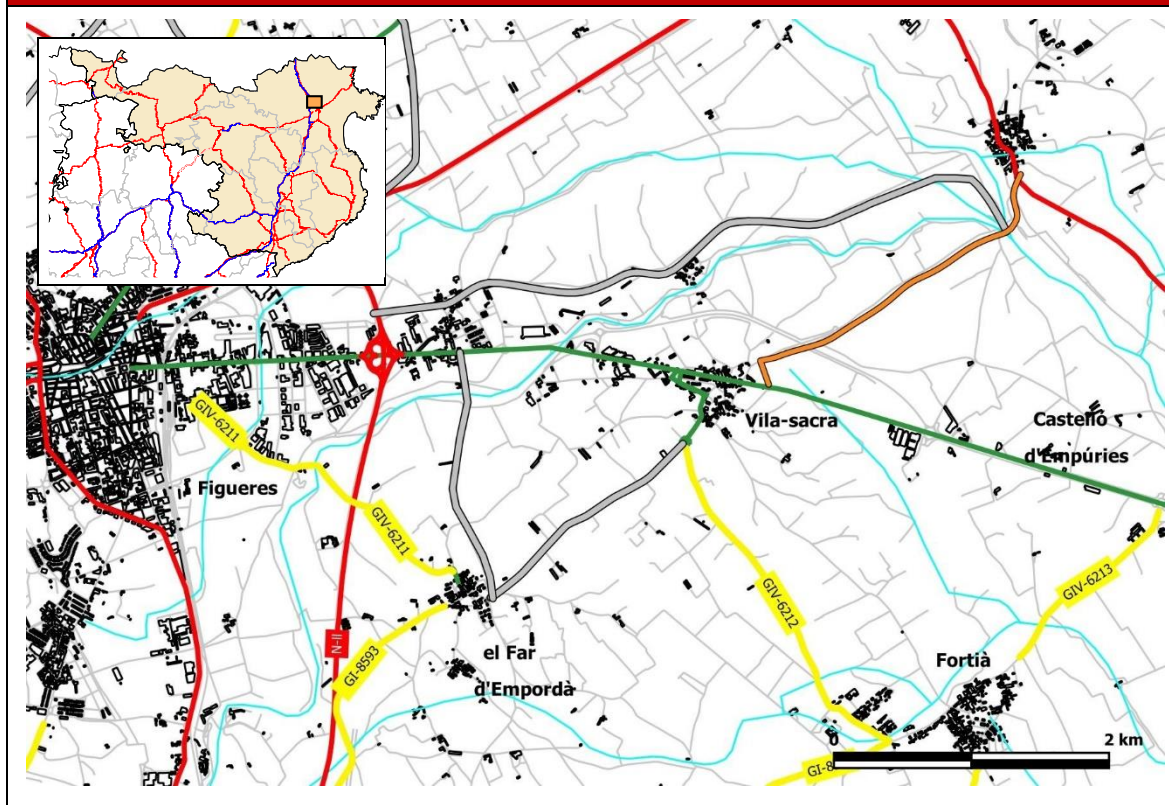 GIV-6211
Figueres
GIV-6211
N-II
GI-8593
el Far
d'Empordà
Vila-sacra
Castelló
d'Empúries
GIV-6212
GIV-6213
Fortià
0
2 km